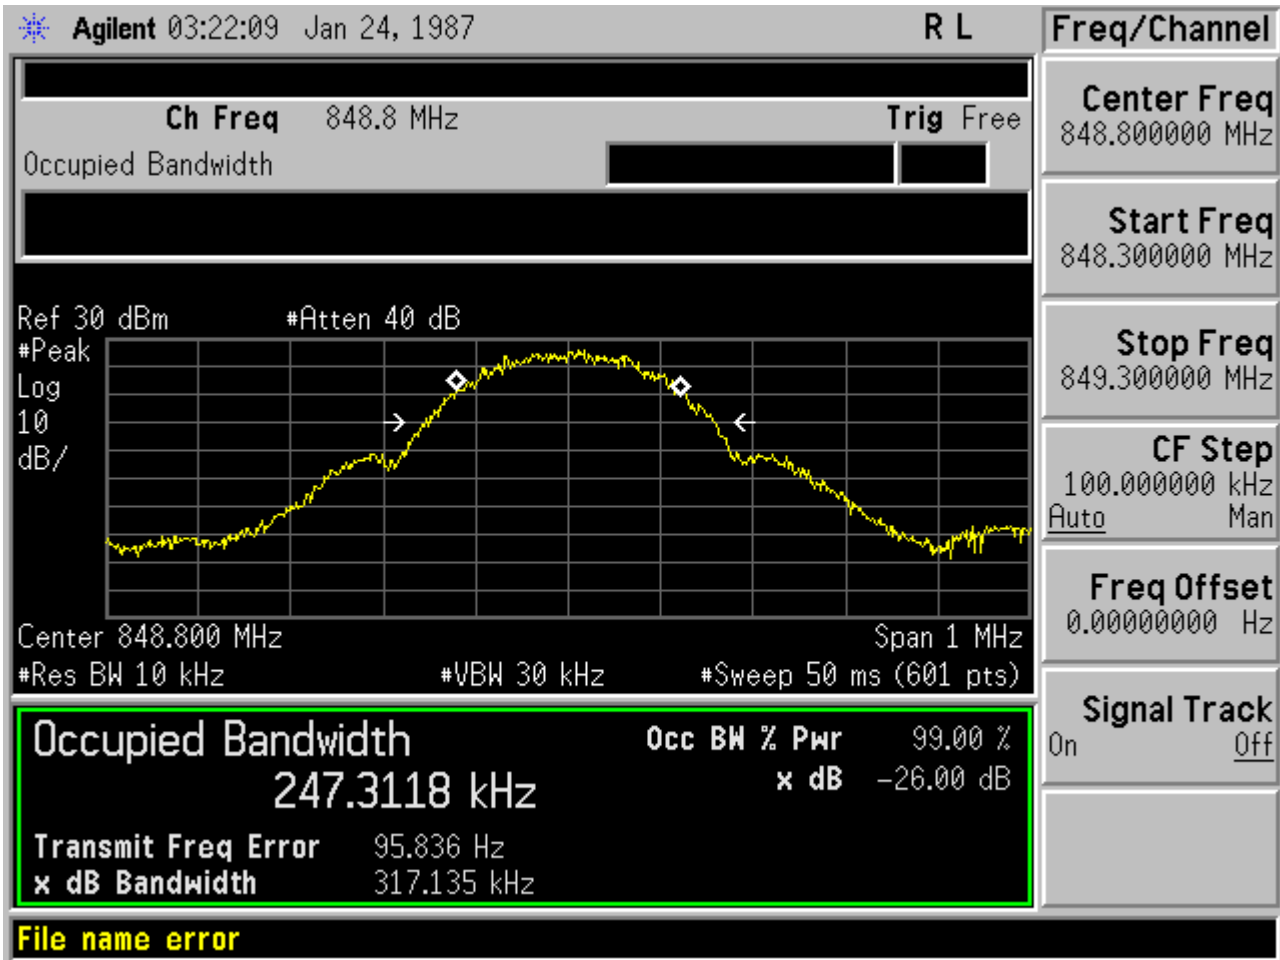 Agilent 03:22:09 Jan 24, 1987 R L
Freq/Channel
Ch Freq 848.8 MHz Trig Free
Occupied Bandwidth
Center Freq
848.800000 MHz
Start Freq
848.300000 MHz
Stop Freq
849.300000 MHz
CF Step
100.000000 kHz
Auto Man
Freq Offset
0.00000000 Hz
Signal Track
On Off
Ref 30 dBm #Atten 40 dB
#Peak
Log
10
dB/
Center 848.800 MHz Span 1 MHz
#Res BW 10 kHz #VBW 30 kHz #Sweep 50 ms (601 pts)
Occupied Bandwidth
247.3118 kHz
Occ BW % Pwr 99.00 %
x dB -26.00 dB
Transmit Freq Error 95.836 Hz
x dB Bandwidth 317.135 kHz
File name error